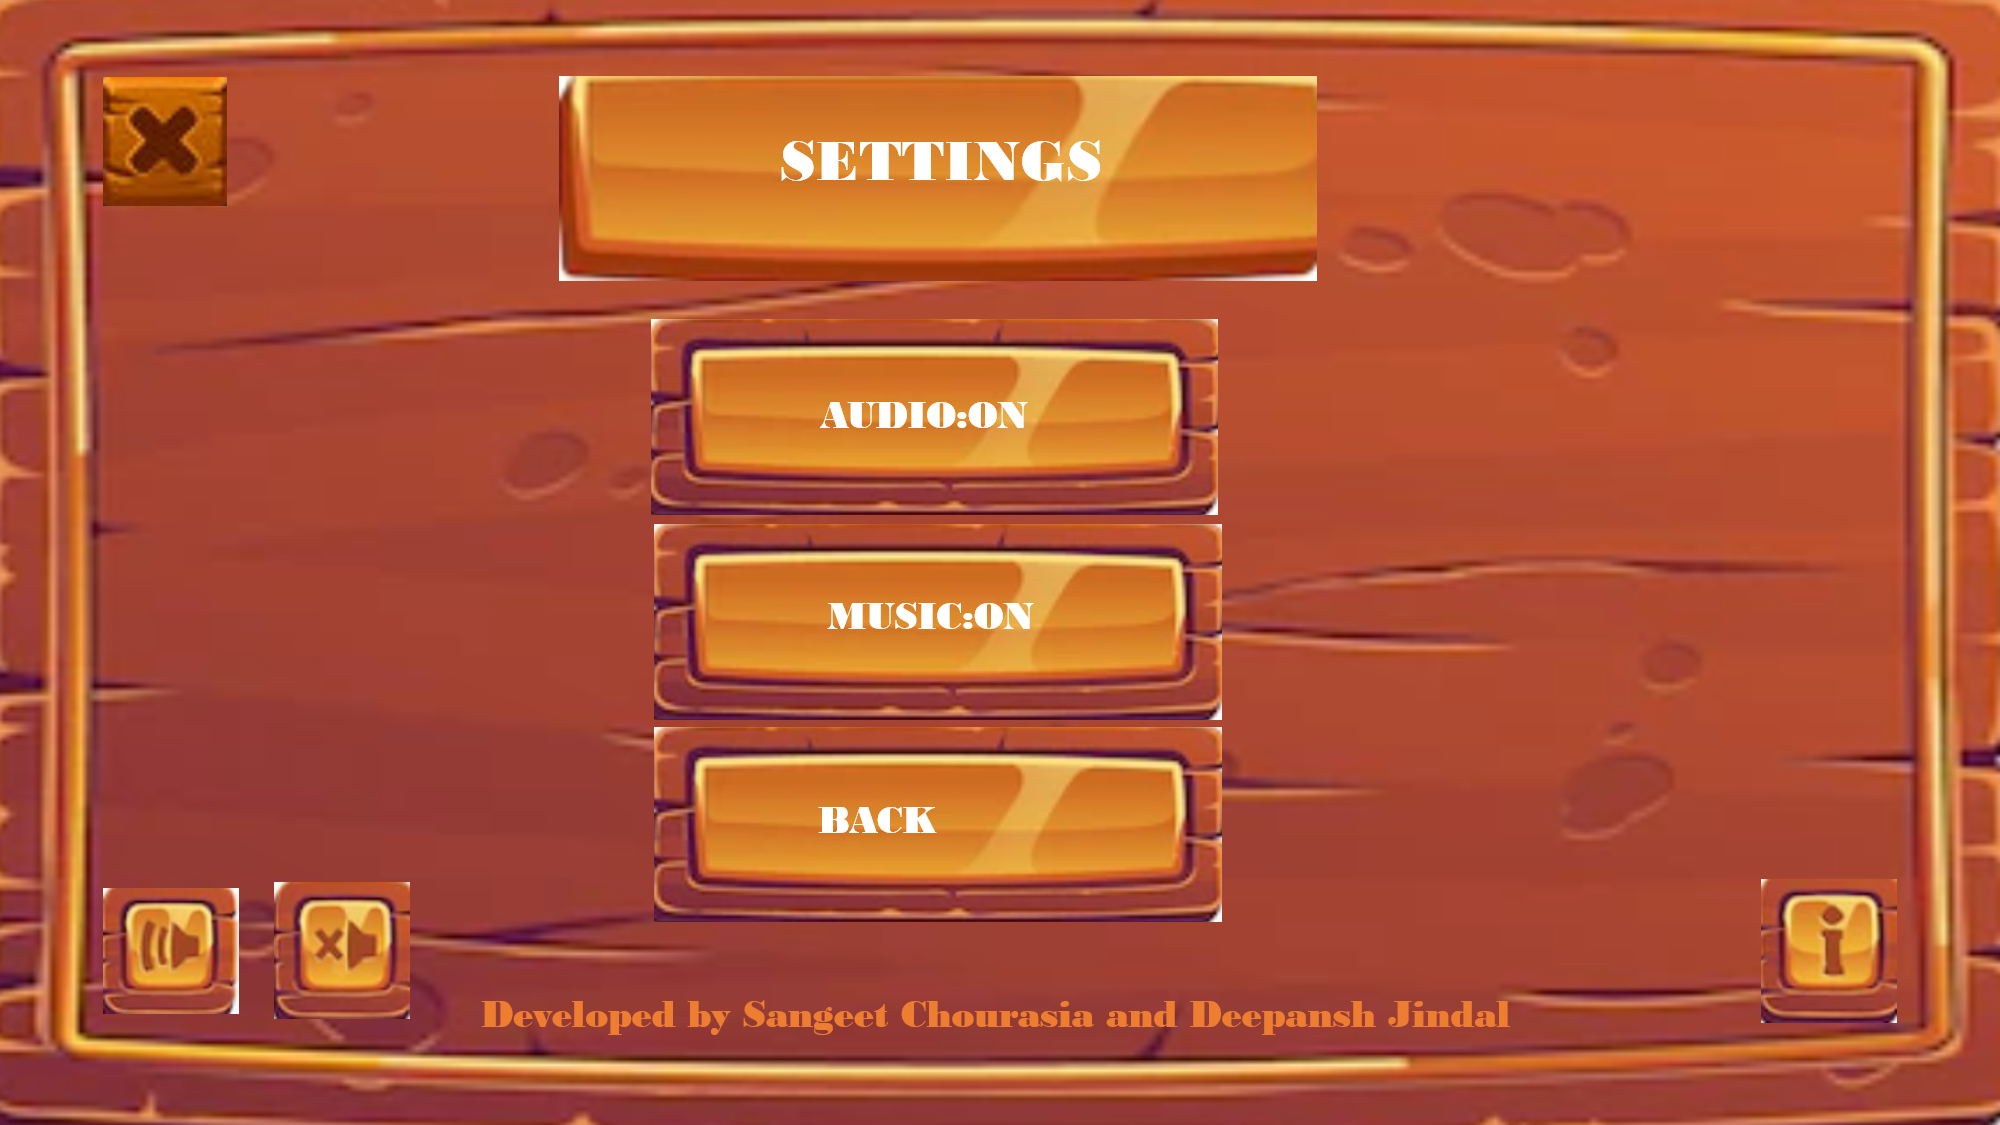 SETTINGS
AUDIO:ON
MUSIC:ON
BACK
Developed by Sangeet Chourasia and Deepansh Jindal